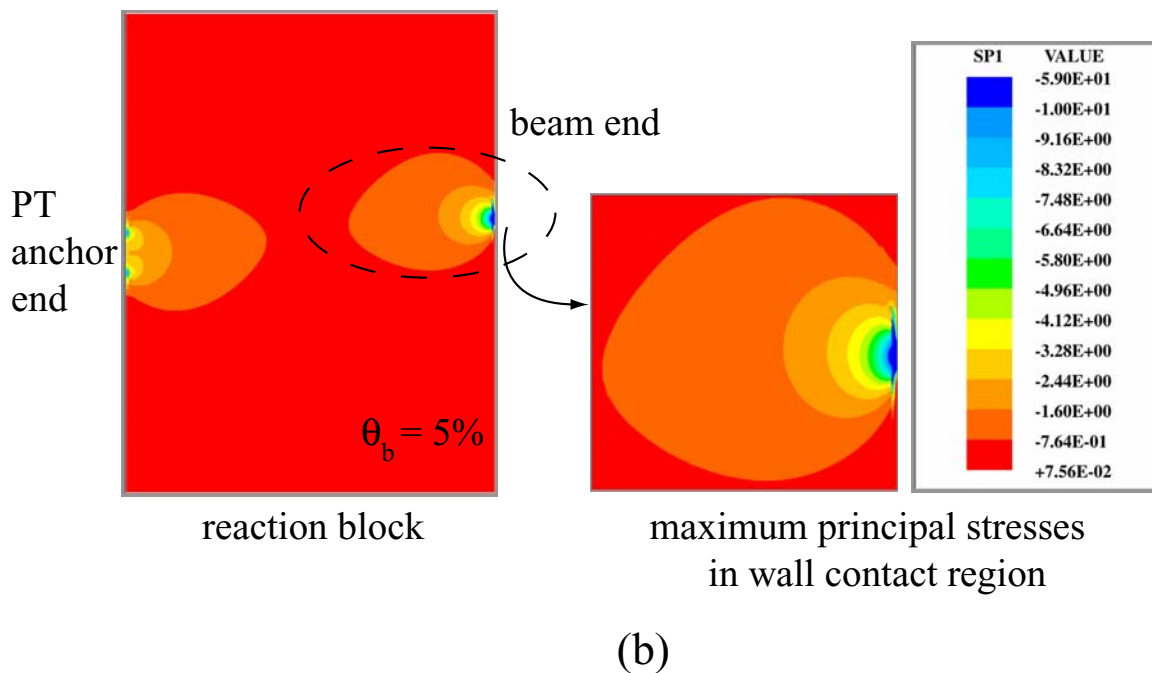 beam end
PT
anchor
end
θb = 5%
reaction block
maximum principal stresses
in wall contact region
SP1 VALUE
-5.90E+01
-1.00E+01
-9.16E+00
-8.32E+00
-7.48E+00
-6.64E+00
-5.80E+00
-4.96E+00
-4.12E+00
-3.28E+00
-2.44E+00
-1.60E+00
-7.64E-01
+7.56E-02
(b)